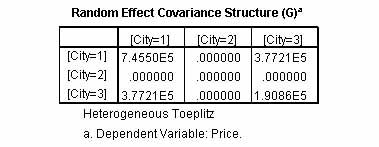 Random Effect Covariance Structure (G)a
[City=1] [City=2] [City=3]
[City=1] 7.4550E5 .000000 3.7721E5
[City=2] .000000 .000000 .000000
[City=3] 3.7721E5 .000000 1.9086E5
Heterogeneous Toeplitz
a. Dependent Variable: Price.